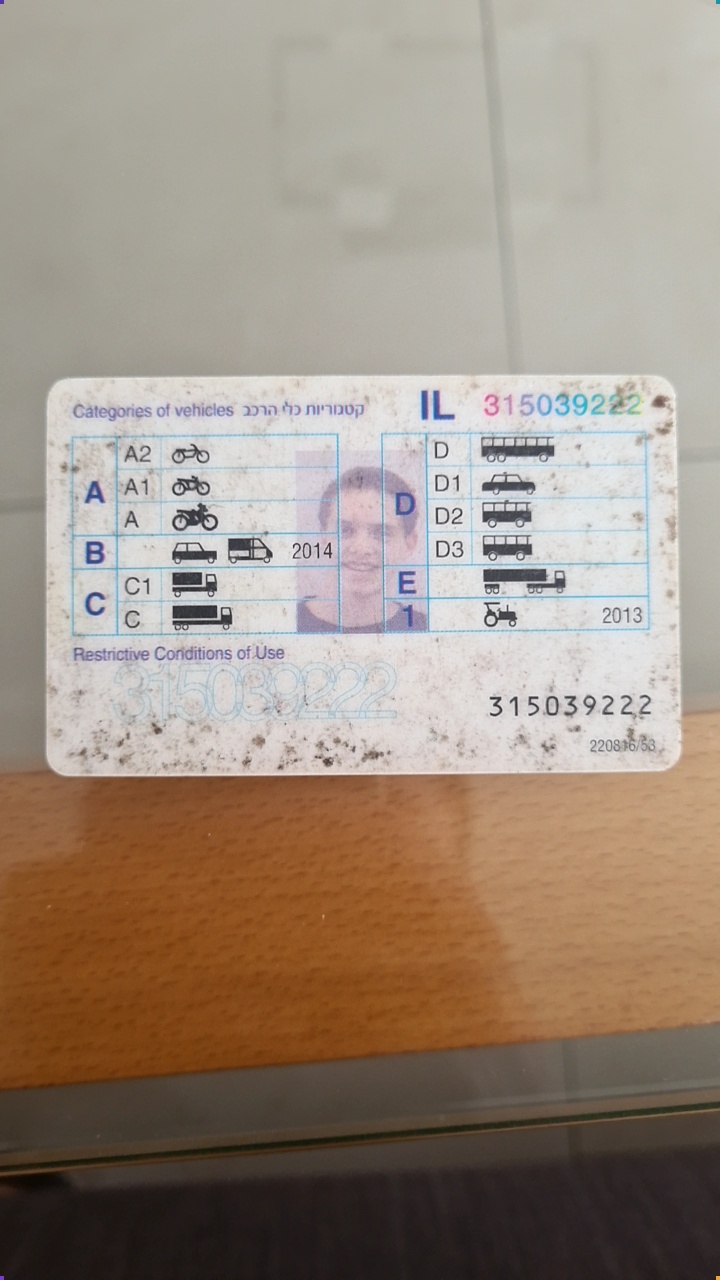 Categories of vehicles קטגוריות כלי הרכב IL 315039222
A A2
A1
A
B 2014
C C1
C
D D
D1
D2
D3
E
1 2013
Restrictive Conditions of Use
315039222
315039222
220816/53